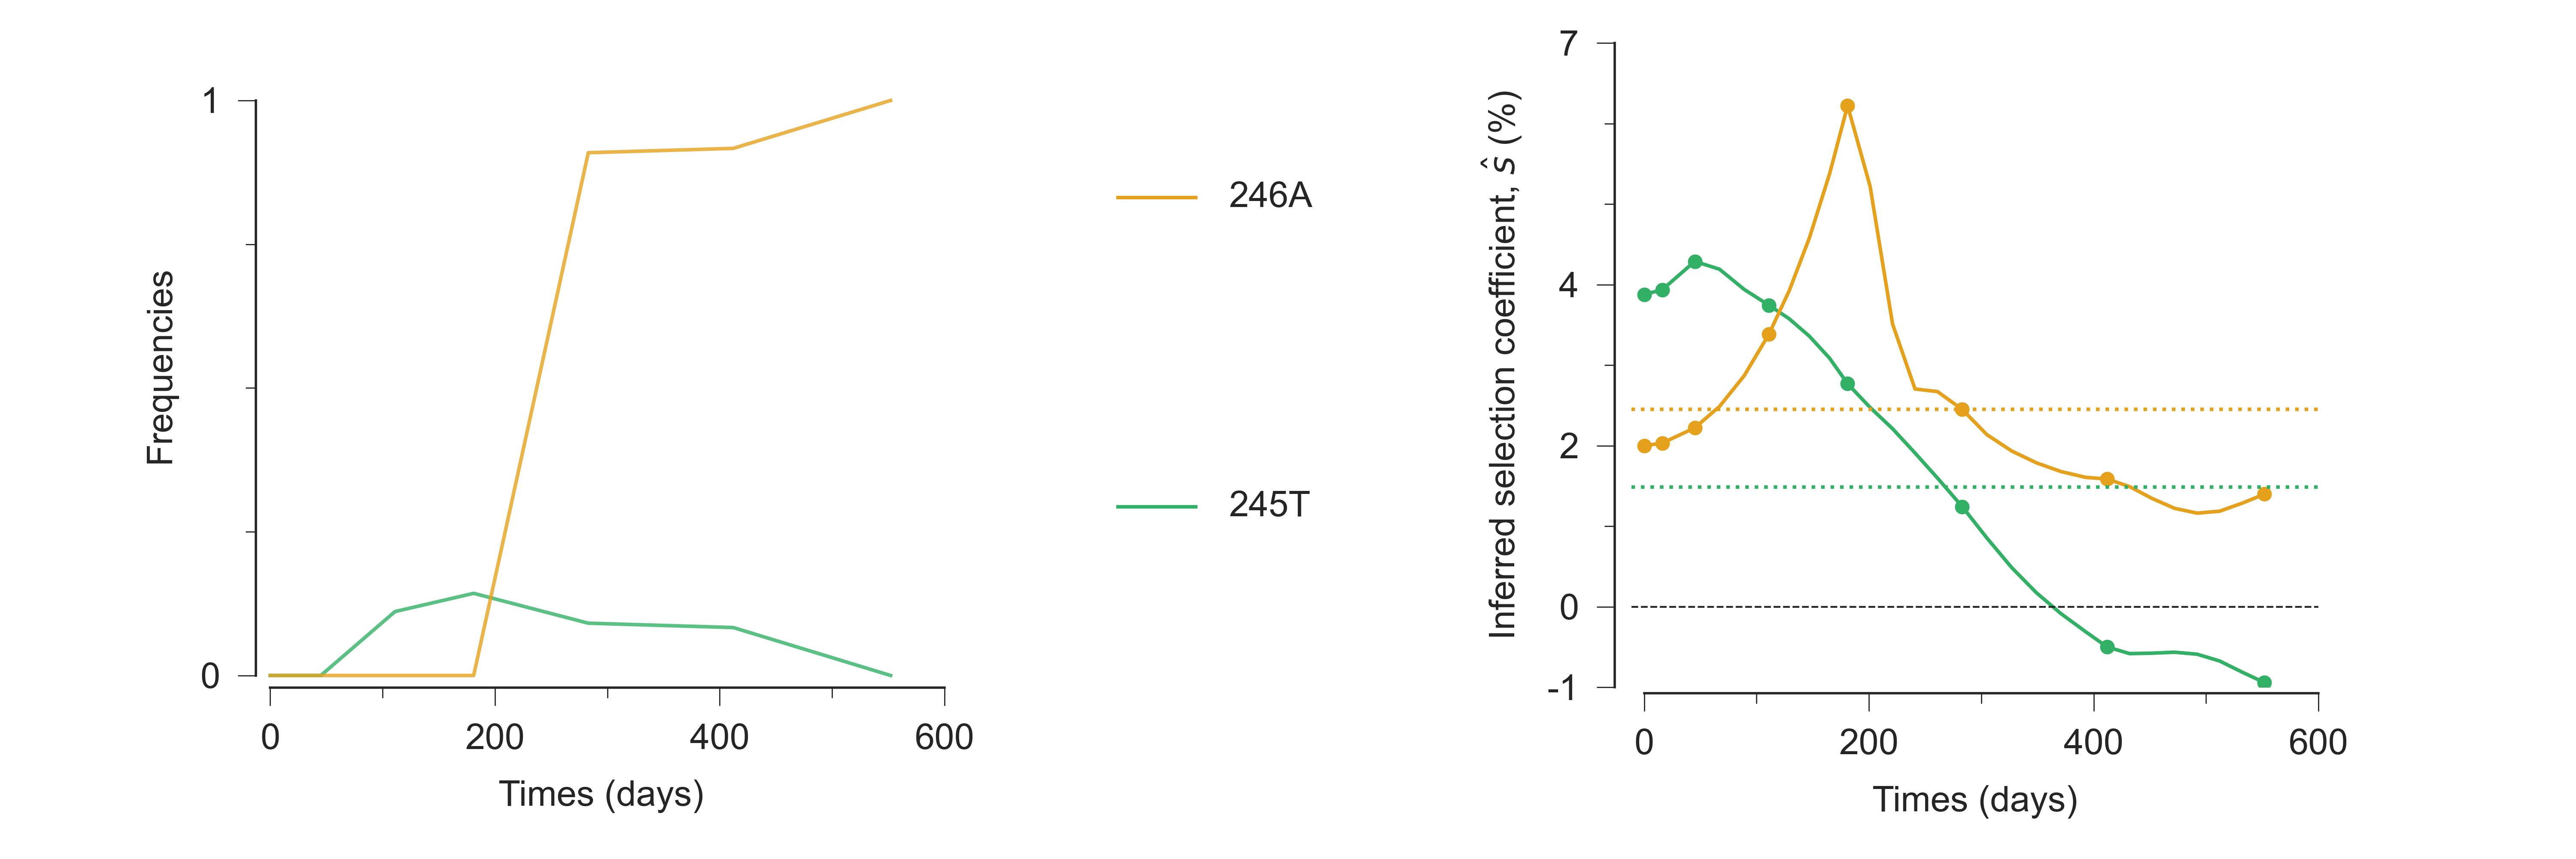 Frequencies
1
0
0 200 400 600
Times (days)
246A
245T
Inferred selection coefficient, ŝ (%)
7
4
2
0
-1
0 200 400 600
Times (days)